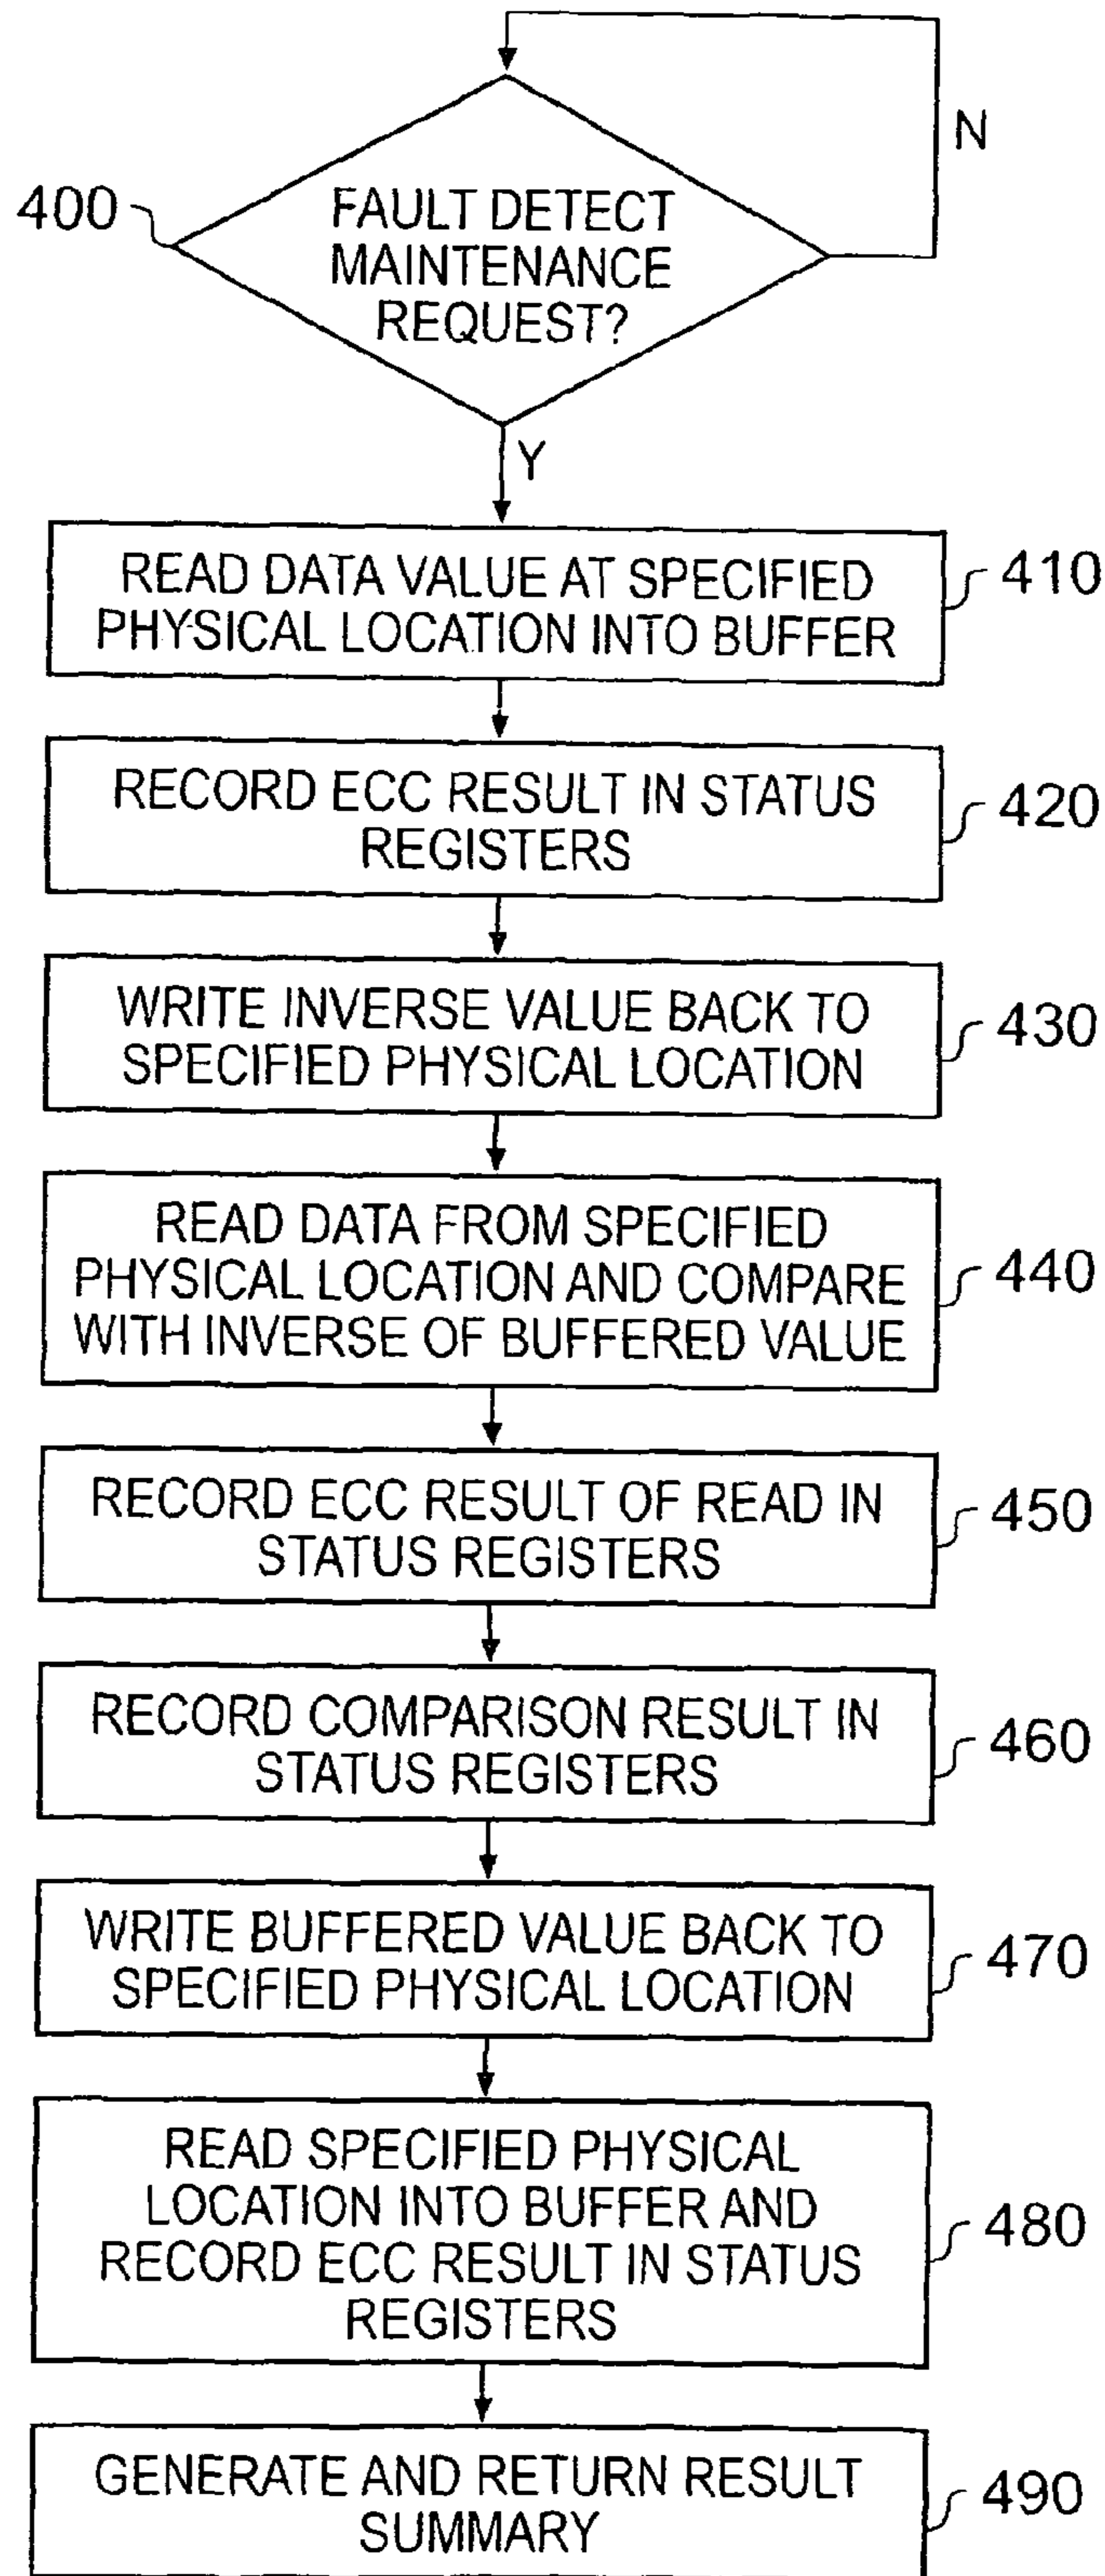 N
400
FAULT DETECT
MAINTENANCE
REQUEST?
Y
READ DATA VALUE AT SPECIFIED
PHYSICAL LOCATION INTO BUFFER
410
RECORD ECC RESULT IN STATUS
REGISTERS
420
WRITE INVERSE VALUE BACK TO
SPECIFIED PHYSICAL LOCATION
430
READ DATA FROM SPECIFIED
PHYSICAL LOCATION AND COMPARE
WITH INVERSE OF BUFFERED VALUE
440
RECORD ECC RESULT OF READ IN
STATUS REGISTERS
450
RECORD COMPARISON RESULT IN
STATUS REGISTERS
460
WRITE BUFFERED VALUE BACK TO
SPECIFIED PHYSICAL LOCATION
470
READ SPECIFIED PHYSICAL
LOCATION INTO BUFFER AND
RECORD ECC RESULT IN STATUS
REGISTERS
480
GENERATE AND RETURN RESULT
SUMMARY
490